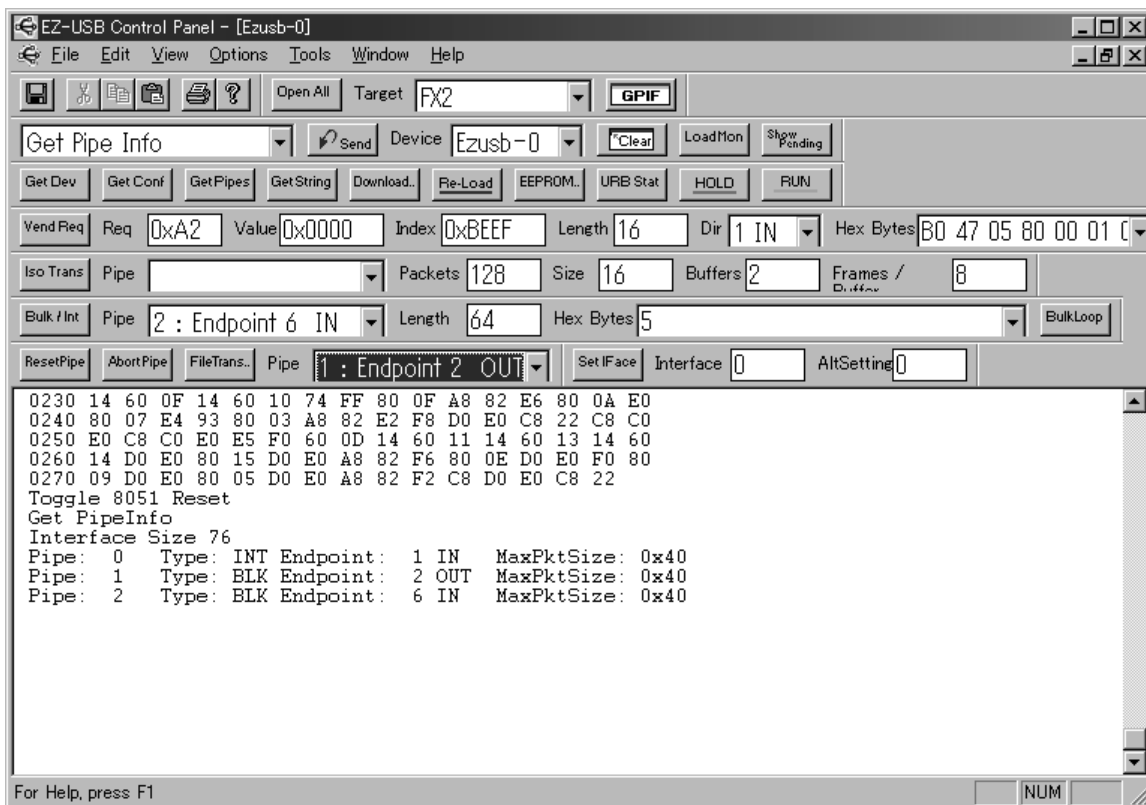 EZ-USB Control Panel - [Ezusb-0]
File Edit View Options Tools Window Help
Open All Target FX2 GPIF
Get Pipe Info Send Device Ezusb-0 Clear LoadMon Show Pending
Get Dev Get Conf GetPipes GetString Download.. Re-Load EEPROM.. URB Stat HOLD RUN
Vend Req Req 0xA2 Value 0x0000 Index 0xBEEF Length 16 Dir 1 IN Hex Bytes B0 47 05 80 00 01
Iso Trans Pipe Packets 128 Size 16 Buffers 2 Frames / Buffer 8
Bulk / Int Pipe 2 : Endpoint 6 IN Length 64 Hex Bytes 5 BulkLoop
ResetPipe AbortPipe FileTrans.. Pipe 1 : Endpoint 2 OUT Set IFace Interface 0 AltSetting 0
0230 14 60 0F 14 60 10 74 FF 80 0F A8 82 E6 80 0A E0
0240 80 07 E4 93 80 03 A8 82 E2 F8 D0 E0 C8 22 C8 C0
0250 E0 C8 C0 E0 E5 F0 60 0D 14 60 11 14 60 13 14 60
0260 14 D0 E0 80 15 D0 E0 A8 82 F6 80 0E D0 E0 F0 80
0270 09 D0 E0 80 05 D0 E0 A8 82 F2 C8 D0 E0 C8 22
Toggle 8051 Reset
Get PipeInfo
Interface Size 76
Pipe: 0 Type: INT Endpoint: 1 IN MaxPktSize: 0x40
Pipe: 1 Type: BLK Endpoint: 2 OUT MaxPktSize: 0x40
Pipe: 2 Type: BLK Endpoint: 6 IN MaxPktSize: 0x40
For Help, press F1 NUM